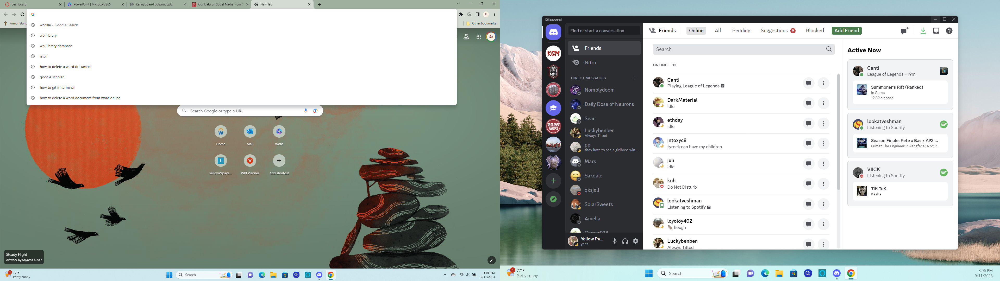 Dashboard
PowerPoint | Microsoft 365
KennyDoan-Footprint.pptx
Our Data on Social Media from
New Tab
Armor Stand
Other bookmarks
wordle - Google Search
wpi library
wpi library database
jstor
how to delete a word document
google scholar
how to git in terminal
how to delete a word document from word online
Search Google or type a URL
Home
Mail
Word
YellowPapaya...
WPI Planner
Add shortcut
Steady Flight
Artwork by Shyama Kuver
1
77°F
Partly sunny
Search
3:06 PM
9/11/2023
Discord
Find or start a conversation
Friends
Nitro
DIRECT MESSAGES
Nomblydoom
Daily Dose of Neurons
Sean
Luckybenben
Always Tilted
pp
they hate to see a girlboss win...
Mars
Sakdale
qksjeli
SolarSweets
Amelia
Yellow Pa...
yeet
KGM
WPI
2026
WPI
Friends
Online
All
Pending
Suggestions 9
Blocked
Add Friend
Search
ONLINE — 13
Canti
Playing League of Legends
DarkMaterial
Idle
ethday
Idle
intoxyc8
tyreek can have my children
jun
Idle
knh
Do Not Disturb
lookatveshman
Listening to Spotify
loyoloy402
hoogh
Luckybenben
Always Tilted
Active Now
Canti
League of Legends – 19m
Summoner's Rift (Ranked)
In Game
19:29 elapsed
lookatveshman
Listening to Spotify
Season Finale: Pete x Bas x A92 ...
Fumez The Engineer; Kwengface; A92; P...
VIICK
Listening to Spotify
TiK ToK
Kesha
1
77°F
Partly sunny
Search
3:06 PM
9/11/2023